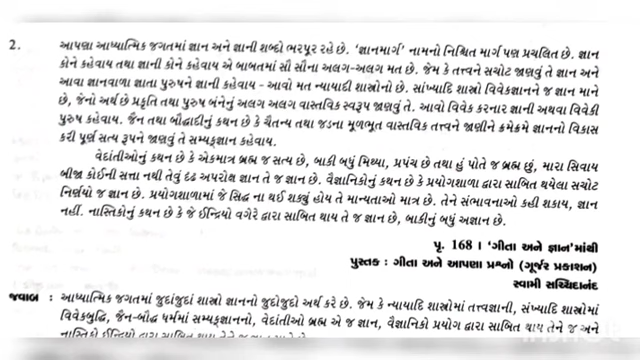 2. આપણા આધ્યાત્મિક જગતમાં જ્ઞાન અને જ્ઞાની શબ્દો ભરપૂર રહે છે. 'જ્ઞાનમાર્ગ' નામનો નિશ્ચિત માર્ગ પણ પ્રચલિત છે. જ્ઞાન
કોને કહેવાય તથા જ્ઞાની કોને કહેવાય એ બાબતમાં સૌ સૌના અલગ-અલગ મત છે. જેમ કે તત્ત્વને સચોટ જાણવું તે જ્ઞાન અને
આવા જ્ઞાનવાળા જ્ઞાતા પુરુષને જ્ઞાની કહેવાય - આવો મત ન્યાયાદી શાસ્ત્રોનો છે. સાંખ્યાદિ શાસ્ત્રો વિવેકજ્ઞાનને જ જ્ઞાન માને
છે, જેનો અર્થ છે પ્રકૃતિ તથા પુરુષ બંનેનું અલગ અલગ વાસ્તવિક સ્વરૂપ જાણવું તે. આવો વિવેક કરનાર જ્ઞાની અથવા વિવેકી
પુરુષ કહેવાય. જૈન તથા બૌદ્ધાદીનું કહેવું છે કે ચૈતન્ય તથા જડના મૂળભૂત વાસ્તવિક તત્ત્વને જાણીને ક્રમેક્રમે જ્ઞાનનો વિકાસ
કરી પૂર્ણ સત્ય રૂપને જાણવું તે સમ્યક્જ્ઞાન કહેવાય.
વેદાંતીઓનું કથન છે કે એકમાત્ર બ્રહ્મ જ સત્ય છે, બાકી બધું મિથ્યા, પ્રપંચ છે તથા હું પોતે જ બ્રહ્મ છું, મારા સિવાય
બીજા કોઈની સત્તા નથી તેવું દૃઢ અપરોક્ષ જ્ઞાન તે જ જ્ઞાન છે. વૈજ્ઞાનિકોનું કથન છે કે પ્રયોગશાળા દ્વારા સાબિત થયેલા સચોટ
નિર્ણયો જ જ્ઞાન છે. પ્રયોગશાળામાં જે સિદ્ધ ના થઈ શક્યું હોય તે માન્યતાઓ માત્ર છે. તેને સંભાવનાઓ કહી શકાય, જ્ઞાન
નહીં. નાસ્તિકોનું કથન છે કે જે ઈન્દ્રિયો વગેરે દ્વારા સાબિત થાય તે જ જ્ઞાન છે, બાકીનું બધું અજ્ઞાન છે.
પૃ. 168 । 'ગીતા અને જ્ઞાન'માંથી
પુસ્તક : ગીતા અને આપણા પ્રશ્નો (ગૂર્જર પ્રકાશન)
સ્વામી સચ્ચિદાનંદ
જવાબ : આધ્યાત્મિક જગતમાં જુદાંજુદાં શાસ્ત્રો જ્ઞાનનો જુદોજુદો અર્થ કરે છે. જેમ કે ન્યાયાદિ શાસ્ત્રોમાં તત્ત્વજ્ઞાની, સંખ્યાદિ શાસ્ત્રોમાં
વિવેકબુદ્ધિ, જૈન-બૌદ્ધ ધર્મમાં સમ્યક્જ્ઞાનનો, વેદાંતીઓ બ્રહ્મ એ જ જ્ઞાન, વૈજ્ઞાનિકો પ્રયોગ દ્વારા સાબિત થાય તેને જ અને